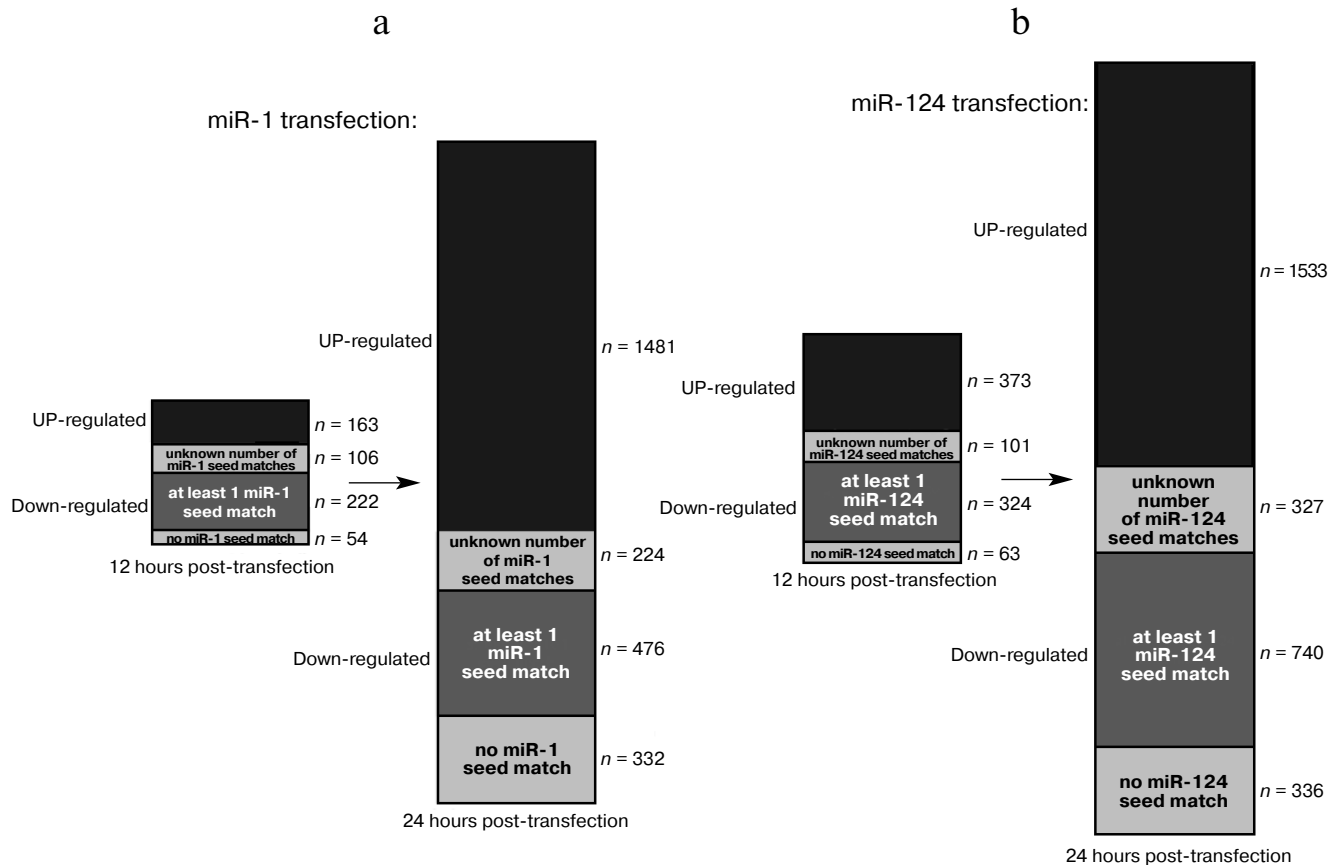 a
miR-1 transfection:
UP-regulated
n = 163
unknown number of
miR-1 seed matches
n = 106
Down-regulated
at least 1 miR-1
seed match
n = 222
no miR-1 seed match
n = 54
12 hours post-transfection
UP-regulated
n = 1481
unknown number
of miR-1
seed matches
n = 224
Down-regulated
at least 1
miR-1
seed match
n = 476
no miR-1
seed match
n = 332
24 hours post-transfection
b
miR-124 transfection:
UP-regulated
n = 373
unknown number of
miR-124 seed matches
n = 101
Down-regulated
at least 1
miR-124
seed match
n = 324
no miR-124 seed match
n = 63
12 hours post-transfection
UP-regulated
n = 1533
unknown
number
of miR-124
seed matches
n = 327
Down-regulated
at least 1
miR-124
seed match
n = 740
no miR-124
seed match
n = 336
24 hours post-transfection